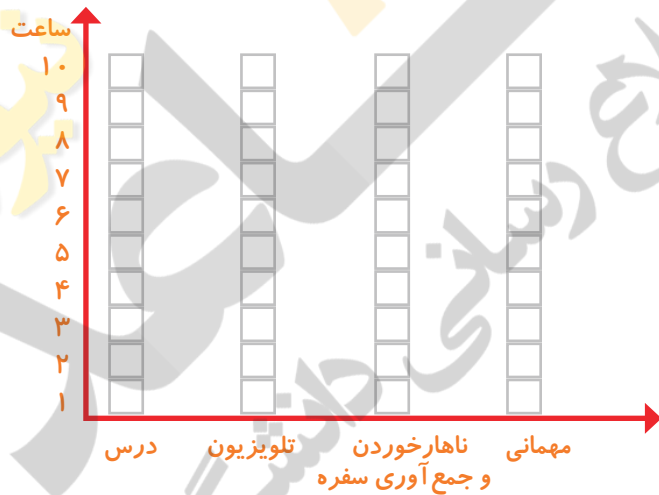 ساعت
۱۰
۹
۸
۷
۶
۵
۴
۳
۲
۱
درس
تلویزیون
ناهارخوردن
و جمع‌آوری سفره
مهمانی